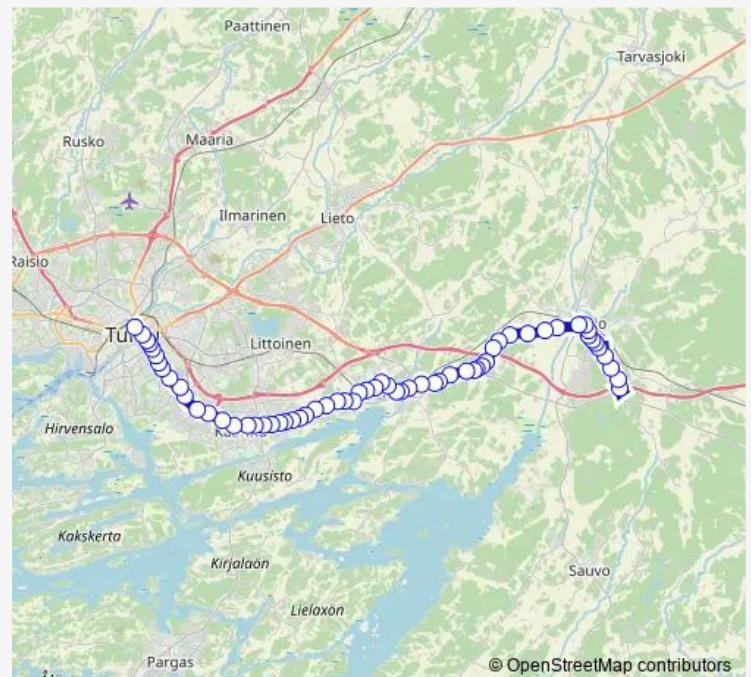 Paattinen
Tarvasjoki
Rusko
Maaria
Ilmarinen
Lieto
Raisio
Littoinen
Hirvensalo
Kuusisto
Kakskerta
Kirjalaön
Sauvo
Lielaxön
Pargas
© OpenStreetMap contributors